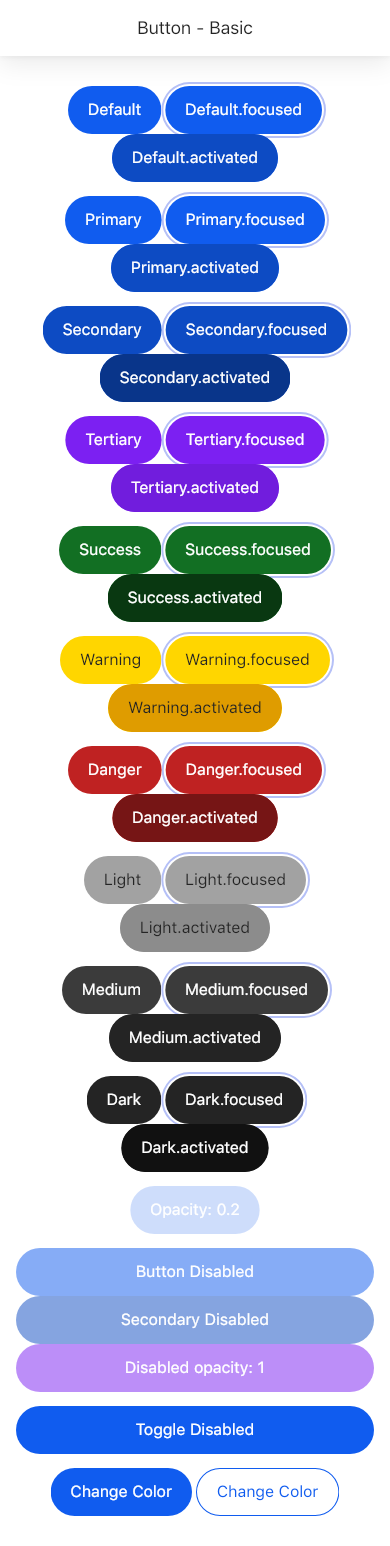 Button - Basic
Default Default.focused
Default.activated
Primary Primary.focused
Primary.activated
Secondary Secondary.focused
Secondary.activated
Tertiary Tertiary.focused
Tertiary.activated
Success Success.focused
Success.activated
Warning Warning.focused
Warning.activated
Danger Danger.focused
Danger.activated
Light Light.focused
Light.activated
Medium Medium.focused
Medium.activated
Dark Dark.focused
Dark.activated
Opacity: 0.2
Button Disabled
Secondary Disabled
Disabled opacity: 1
Toggle Disabled
Change Color Change Color